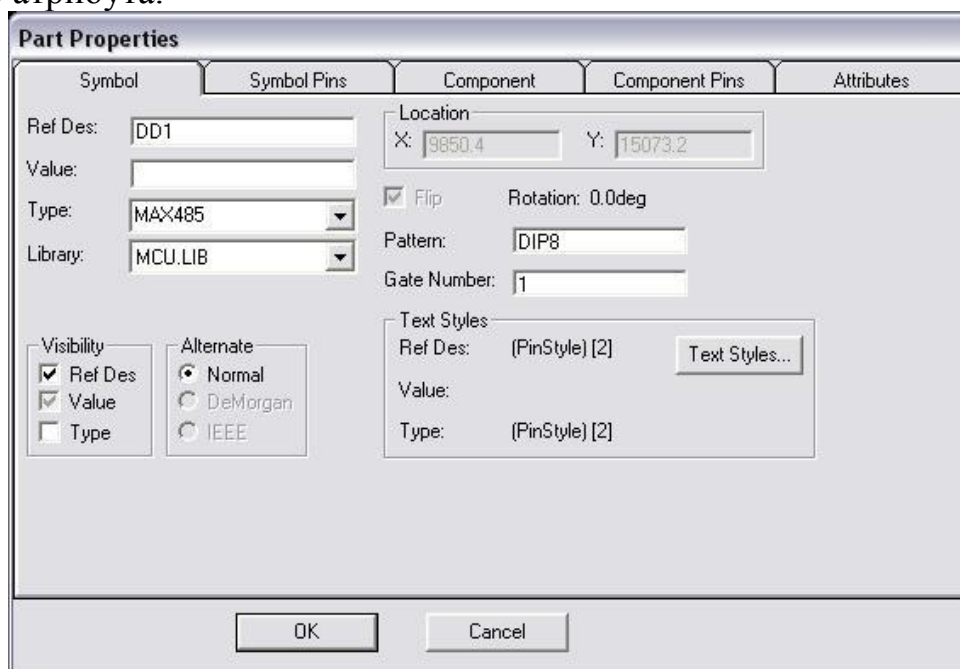 Part Properties
Symbol Symbol Pins Component Component Pins Attributes
Ref Des: DD1
Value:
Type: MAX485
Library: MCU.LIB
Location
X: 9850.4 Y: 15073.2
Flip Rotation: 0.0deg
Pattern: DIP8
Gate Number: 1
Visibility
Ref Des
Value
Type
Alternate
Normal
DeMorgan
IEEE
Text Styles
Ref Des: (PinStyle) [2]
Text Styles...
Value:
Type: (PinStyle) [2]
OK Cancel